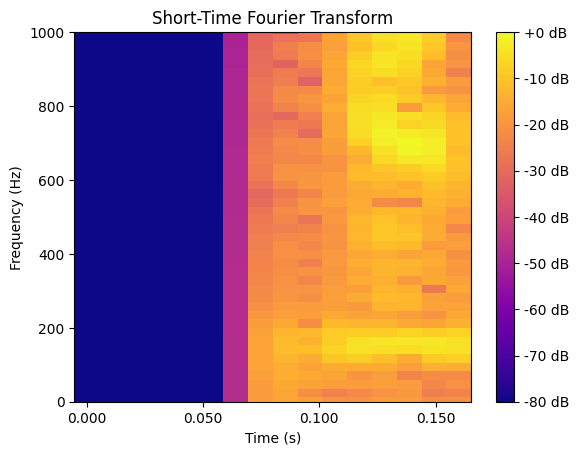 Short-Time Fourier Transform
1000
800
600
400
200
0
Frequency (Hz)
0.000
0.050
0.100
0.150
Time (s)
+0 dB
-10 dB
-20 dB
-30 dB
-40 dB
-50 dB
-60 dB
-70 dB
-80 dB